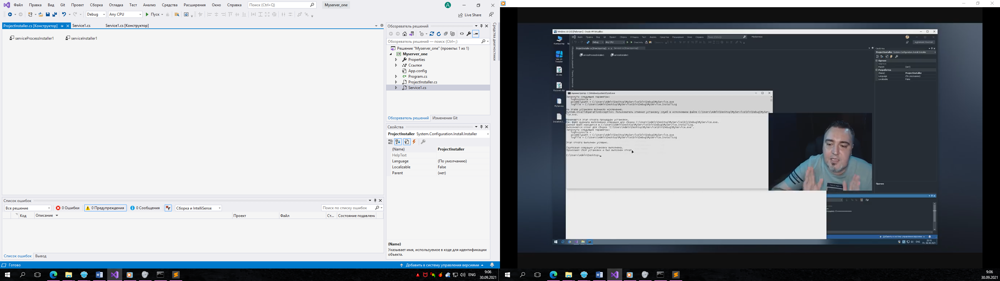 Файл Правка Вид Git Проект Сборка Отладка Тест Анализ Средства Расширения Окно Справка Поиск (Ctrl+Q) Myserver_one A
Debug Any CPU Пуск Live Share
ProjectInstaller.cs [Конструктор] Service1.cs Service1.cs [Конструктор]
serviceProcessInstaller1 serviceInstaller1
Обозреватель решений
Обозреватель решений — поиск (Ctrl+;)
Решение "Myserver_one" (проекты: 1 из 1)
Myserver_one
Properties
Ссылки
App.config
Program.cs
ProjectInstaller.cs
Service1.cs
Обозреватель решений Изменения Git
Средства диагностики
Свойства
ProjectInstaller System.Configuration.Install.Installer
(Name) ProjectInstaller
HelpText
Language (По умолчанию)
Localizable False
Parent (нет)
(Name)
Указывает имя, используемое в коде для идентификации
объекта.
Список ошибок
Все решение 0 Ошибки 0 Предупреждения 0 Сообщения Сборка и IntelliSense Поиск по списку ошибок
Код Описание Проект Файл Ст... Состояние подавлени
Список ошибок Вывод
Готово Добавить в систему управления версиями
ENG 9:06
30.09.2021
Windows 10 (10) [Работает] - Oracle VM VirtualBox
Файл Правка Вид Git Проект Сборка Отладка Тест Анализ Средства Расширения Окно Справка Поиск (Ctrl+Q) MyService
Debug Any CPU АДМИНИСТРАТОР
ProjectInstaller.cs [Конструктор] Service1.cs [Конструктор]
serviceProcessInstaller1 serviceInstaller1
Компьютер
Win 10
Tweaker
10.vbs
Русский.vbs
MyService
InstallUtil.I...
Свойства
ProjectInstaller System.Configuration.Install.Installer
Прочее
HelpText
Parent (нет)
Разработка
(Name) ProjectInstaller
Language (По умолчанию)
Localizable False
Прочее
Администратор: C:\Windows\system32\cmd.exe
Затронуты следующие параметры:
logtoconsole =
assemblypath = C:\Users\Admin\Desktop\MyService\bin\Debug\MyService.exe
logfile = C:\Users\Admin\Desktop\MyService\bin\Debug\MyService.InstallLog
На этапе установки возникло исключение.
System.InvalidOperationException: Пользователь отменил установку служб в исполняемом файле C:\Users\Admin\Desktop\MyService\bin\Debug\MyServ
ice.exe.
Начинается этап отката процедуры установки.
См. файл журнала выполнения операция для сборки C:\Users\Admin\Desktop\MyService\bin\Debug\MyService.exe.
Данный файл находится в C:\Users\Admin\Desktop\MyService\bin\Debug\MyService.InstallLog.
Выполняется откат для сборки 'C:\Users\Admin\Desktop\MyService\bin\Debug\MyService.exe'.
Затронуты следующие параметры:
logtoconsole =
assemblypath = C:\Users\Admin\Desktop\MyService\bin\Debug\MyService.exe
logfile = C:\Users\Admin\Desktop\MyService\bin\Debug\MyService.InstallLog
Этап отката выполнен успешно.
Групповая операция установки выполнена.
Произошел сбой установки и был выполнен откат.
C:\Users\Admin\Desktop>
Добавить в систему управления версиями
ENG 20:10
Пт, 06.08.2021
ENG 9:06
30.09.2021